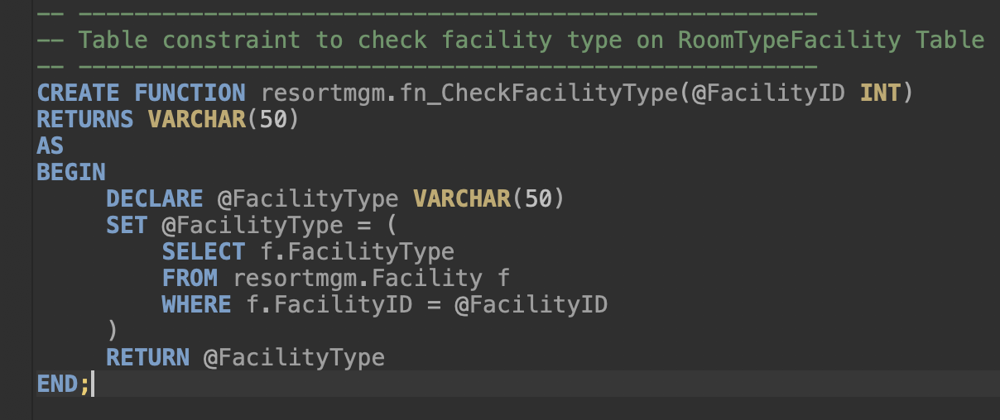 -- -----------------------------------------------------
-- Table constraint to check facility type on RoomTypeFacility Table
-- -----------------------------------------------------
CREATE FUNCTION resortmgm.fn_CheckFacilityType(@FacilityID INT)
RETURNS VARCHAR(50)
AS
BEGIN
     DECLARE @FacilityType VARCHAR(50)
     SET @FacilityType = (
         SELECT f.FacilityType
         FROM resortmgm.Facility f
         WHERE f.FacilityID = @FacilityID
     )
     RETURN @FacilityType
END;